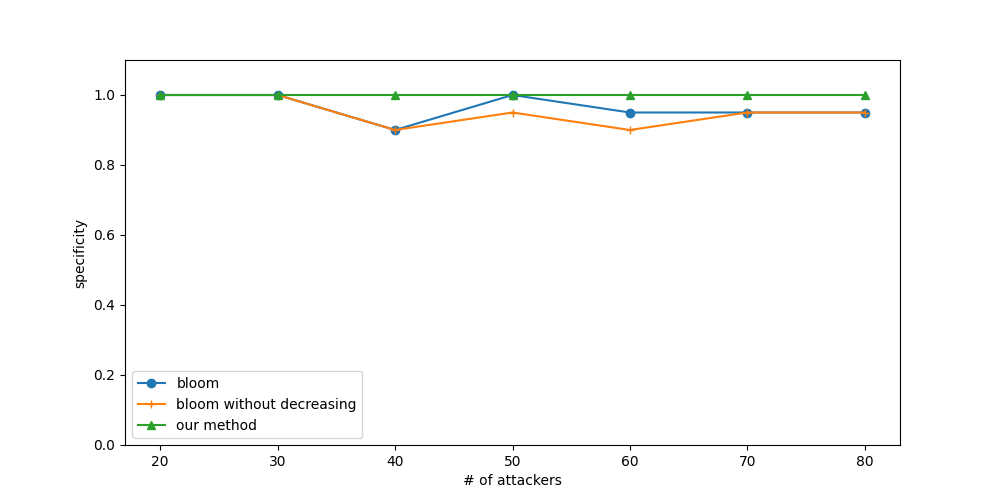 1.0
0.8
0.6
0.4
0.2
0.0
specificity
bloom
bloom without decreasing
our method
20 30 40 50 60 70 80
# of attackers